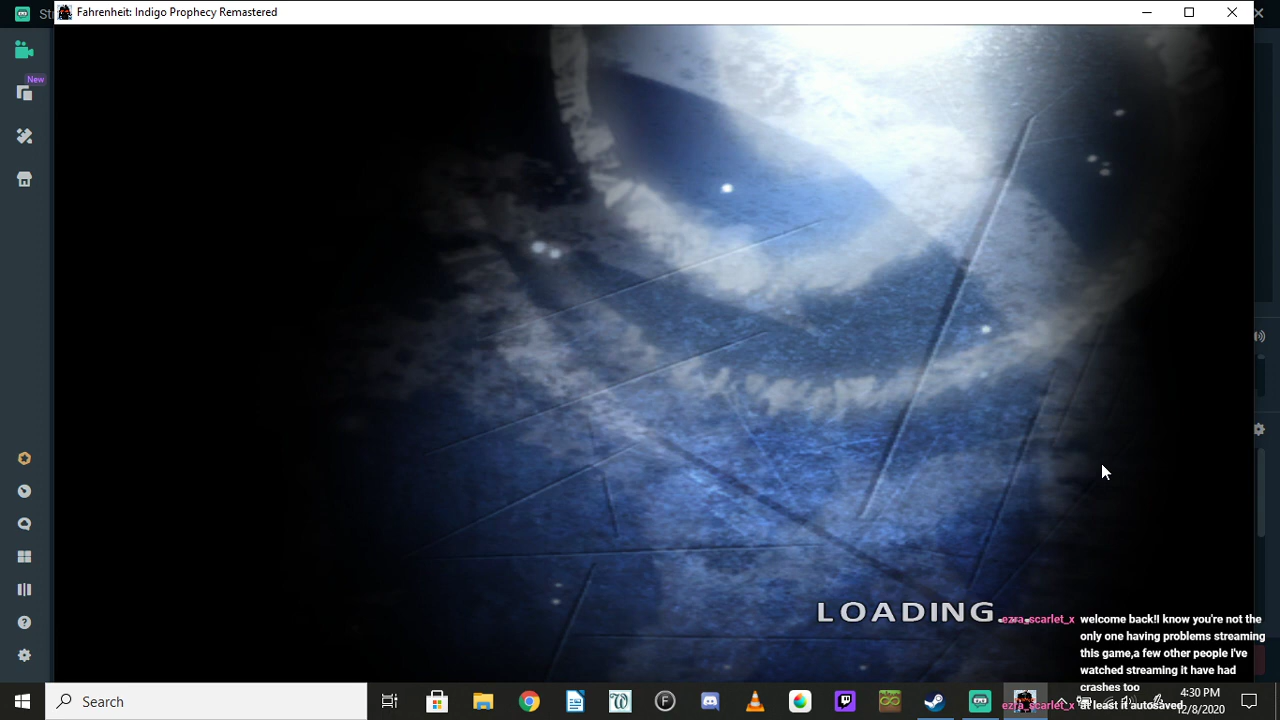 Fahrenheit: Indigo Prophecy Remastered
New
LOADING...
ezra_scarlet_x welcome back!I know you're not the
only one having problems streaming
this game,a few other people I've
watched streaming it have had
crashes too
ezra_scarlet_x at least it autosaved
Search
4:30 PM
12/8/2020